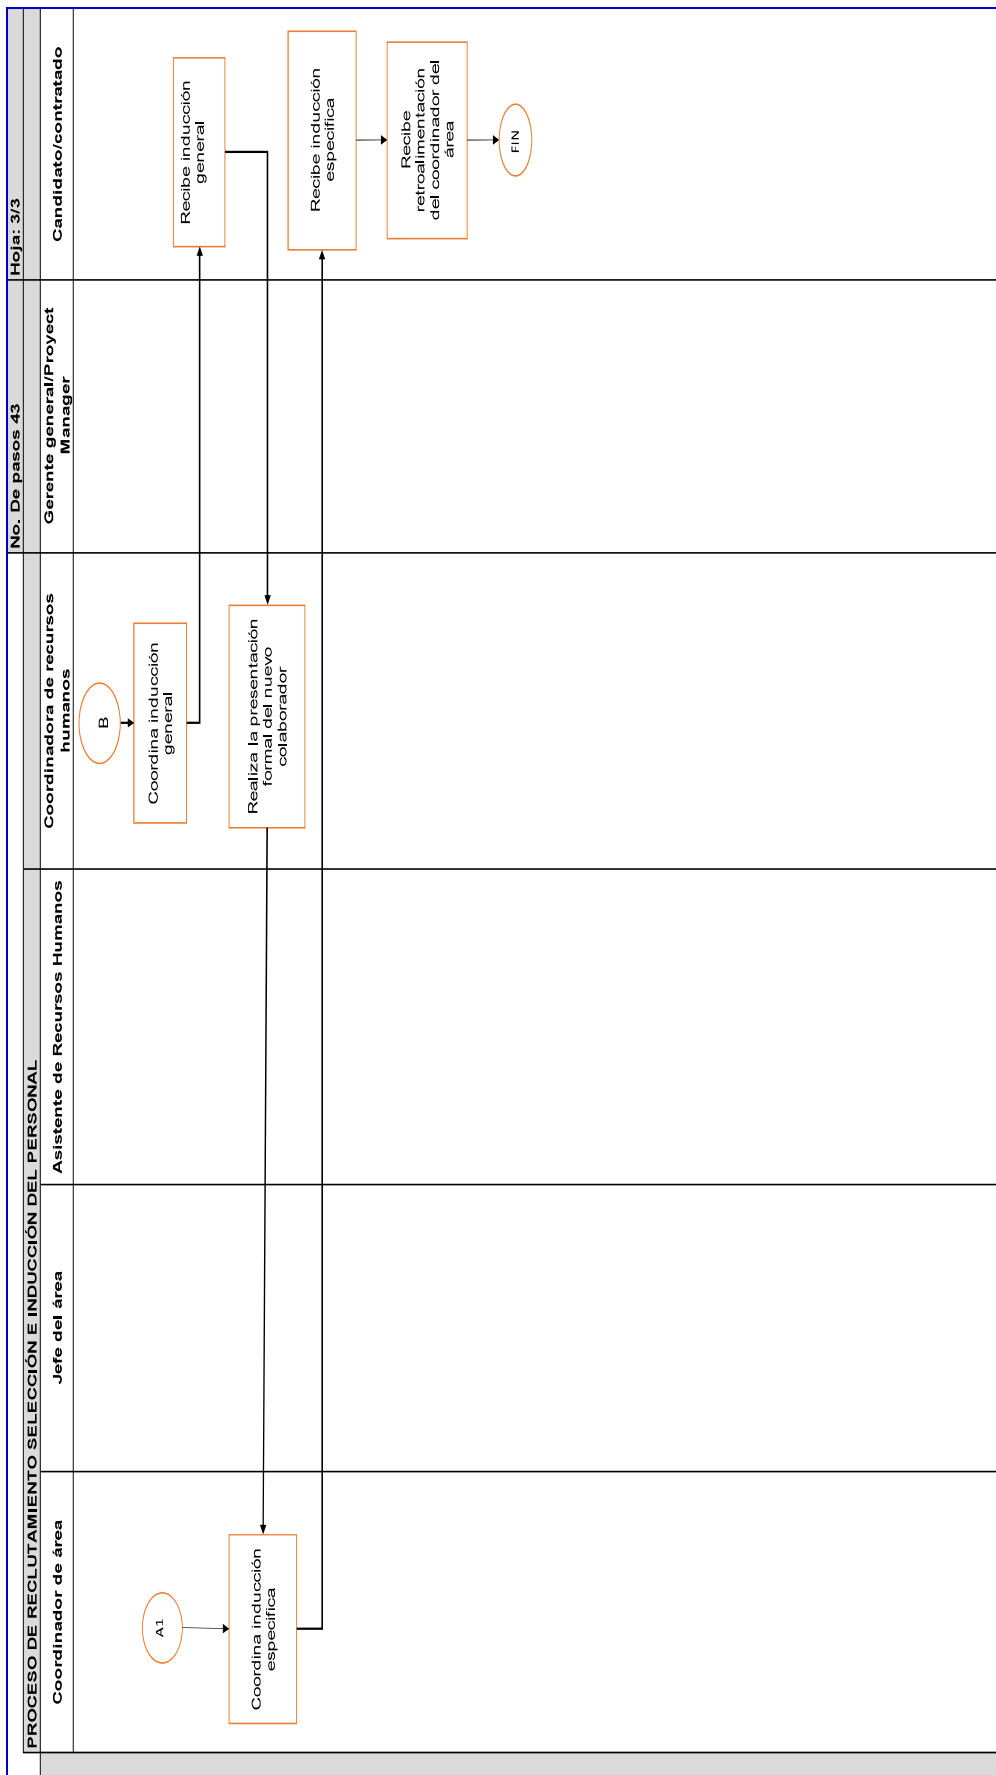 No. De pasos 43
Hoja: 3/3
PROCESO DE RECLUTAMIENTO SELECCIÓN E INDUCCIÓN DEL PERSONAL
Coordinador de área
Jefe del área
Asistente de Recursos Humanos
Coordinadora de recursos
humanos
Gerente general/Proyect
Manager
Candidato/contratado
B
Coordina inducción
general
Recibe inducción
general
A1
Realiza la presentación
formal del nuevo
colaborador
Coordina inducción
especifica
Recibe inducción
especifica
Recibe
retroalimentación
del coordinador del
área
FIN